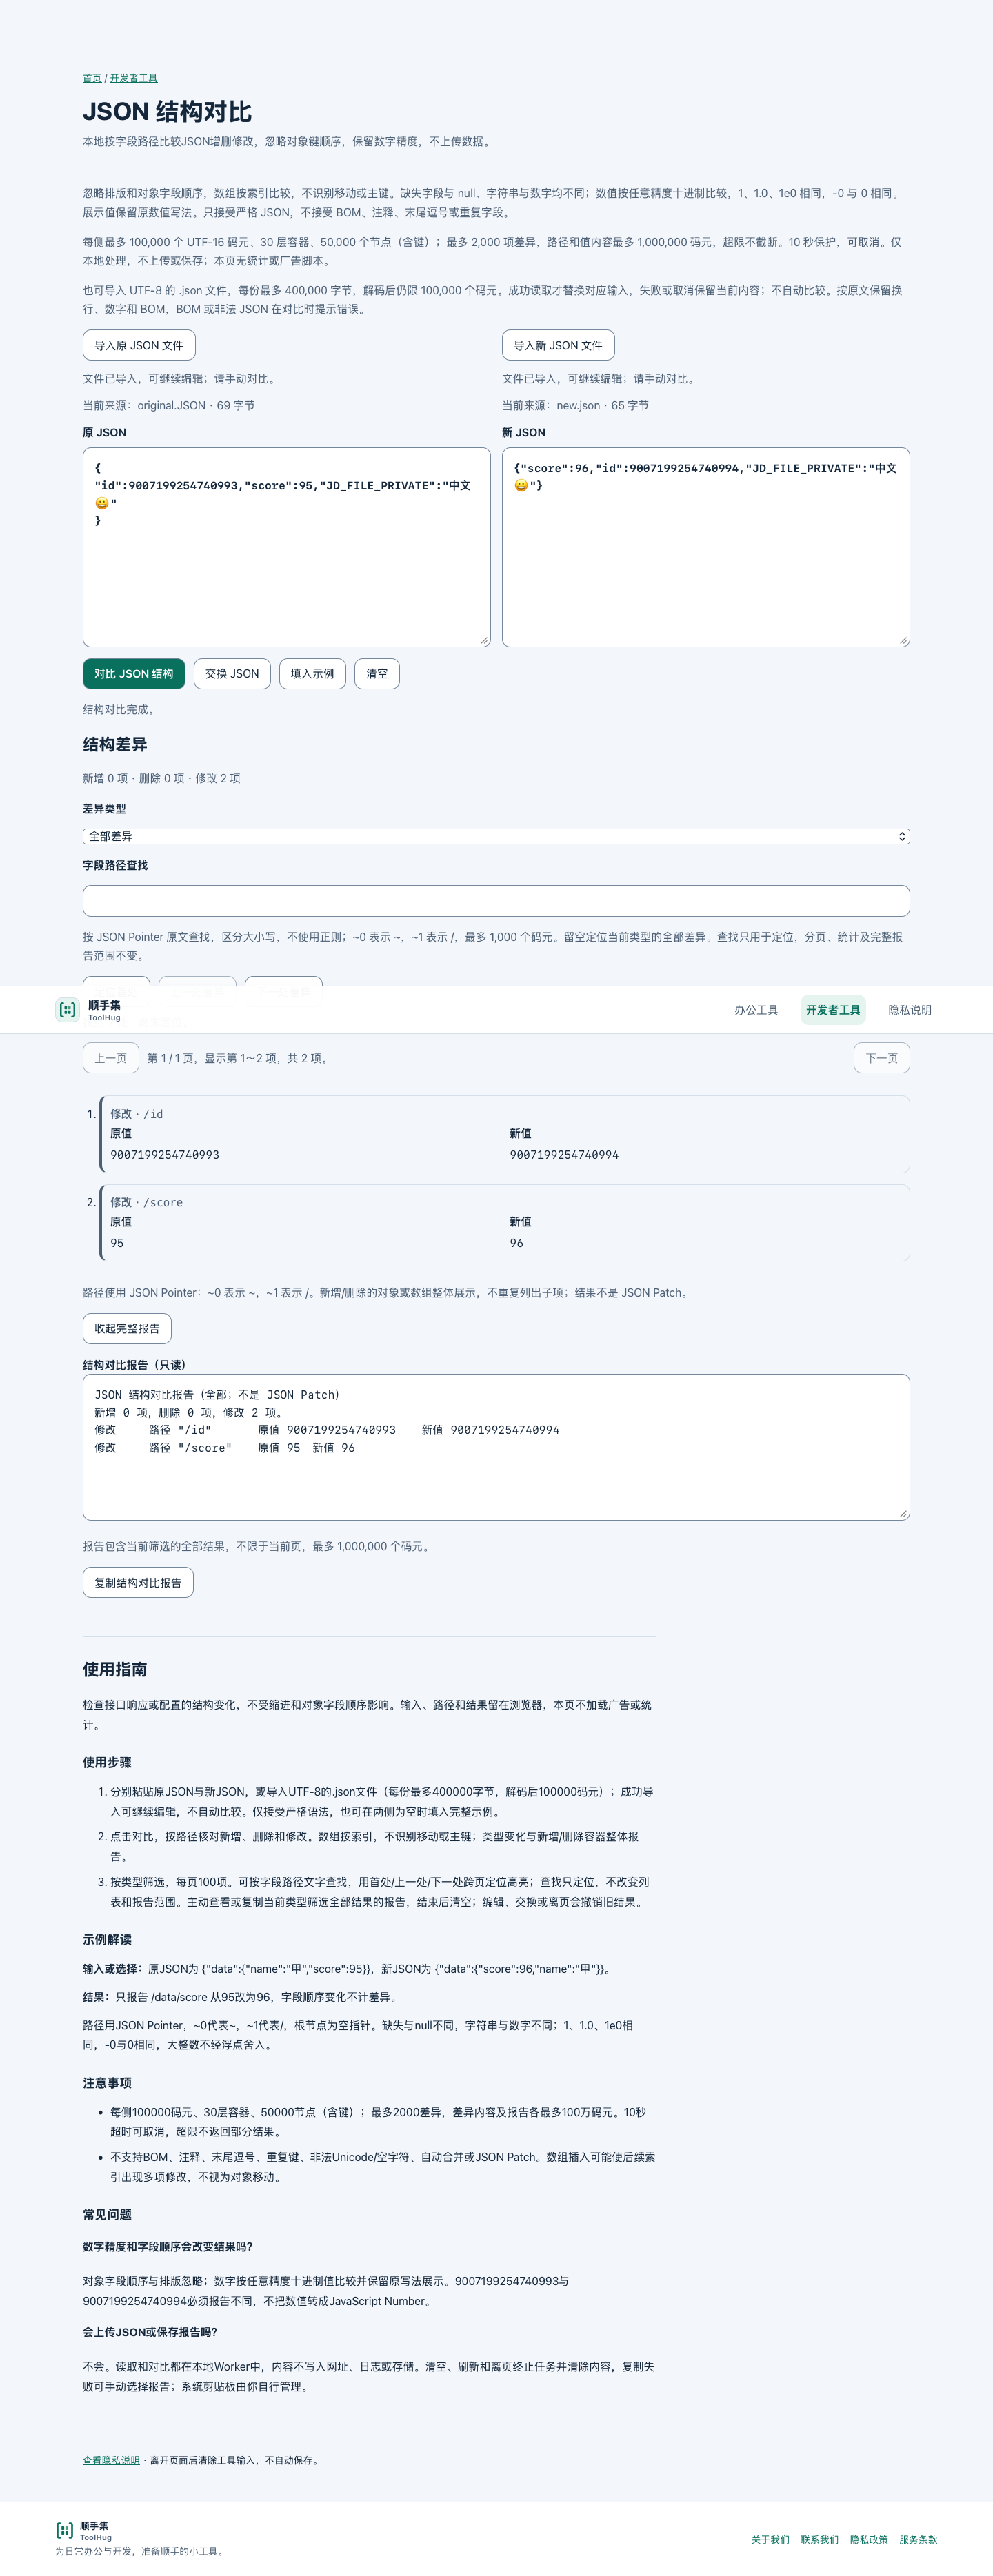 首页 / 开发者工具
JSON 结构对比
本地按字段路径比较JSON增删修改，忽略对象键顺序，保留数字精度，不上传数据。
忽略排版和对象字段顺序，数组按索引比较，不识别移动或主键。缺失字段与 null、字符串与数字均不同；数值按任意精度十进制比较，1、1.0、1e0 相同，-0 与 0 相同。
展示值保留原数值写法。只接受严格 JSON，不接受 BOM、注释、末尾逗号或重复字段。
每侧最多 100,000 个 UTF-16 码元、30 层容器、50,000 个节点（含键）；最多 2,000 项差异，路径和值内容最多 1,000,000 码元，超限不截断。10 秒保护，可取消。仅
本地处理，不上传或保存；本页无统计或广告脚本。
也可导入 UTF-8 的 .json 文件，每份最多 400,000 字节，解码后仍限 100,000 个码元。成功读取才替换对应输入，失败或取消保留当前内容；不自动比较。按原文保留换
行、数字和 BOM，BOM 或非法 JSON 在对比时提示错误。
导入原 JSON 文件
导入新 JSON 文件
文件已导入，可继续编辑；请手动对比。
文件已导入，可继续编辑；请手动对比。
当前来源：original.JSON · 69 字节
当前来源：new.json · 65 字节
原 JSON
新 JSON
{
"id":9007199254740993,"score":95,"JD_FILE_PRIVATE":"中文
😀"
}
{"score":96,"id":9007199254740994,"JD_FILE_PRIVATE":"中文
😀"}
对比 JSON 结构
交换 JSON
填入示例
清空
结构对比完成。
结构差异
新增 0 项 · 删除 0 项 · 修改 2 项
差异类型
全部差异
字段路径查找
按 JSON Pointer 原文查找，区分大小写，不使用正则；~0 表示 ~，~1 表示 /，最多 1,000 个码元。留空定位当前类型的全部差异。查找只用于定位，分页、统计及完整报
告范围不变。
顺手集
ToolHug
办公工具
开发者工具
隐私说明
上一页
第 1 / 1 页，显示第 1～2 项，共 2 项。
下一页
1.
修改 · /id
原值
新值
9007199254740993
9007199254740994
2.
修改 · /score
原值
新值
95
96
路径使用 JSON Pointer：~0 表示 ~，~1 表示 /。新增/删除的对象或数组整体展示，不重复列出子项；结果不是 JSON Patch。
收起完整报告
结构对比报告（只读）
JSON 结构对比报告（全部；不是 JSON Patch）
新增 0 项，删除 0 项，修改 2 项。
修改 路径 "/id" 原值 9007199254740993 新值 9007199254740994
修改 路径 "/score" 原值 95 新值 96
报告包含当前筛选的全部结果，不限于当前页，最多 1,000,000 个码元。
复制结构对比报告
使用指南
检查接口响应或配置的结构变化，不受缩进和对象字段顺序影响。输入、路径和结果留在浏览器，本页不加载广告或统
计。
使用步骤
1. 分别粘贴原JSON与新JSON，或导入UTF-8的.json文件（每份最多400000字节，解码后100000码元）；成功导
入可继续编辑，不自动比较。仅接受严格语法，也可在两侧为空时填入完整示例。
2. 点击对比，按路径核对新增、删除和修改。数组按索引，不识别移动或主键；类型变化与新增/删除容器整体报
告。
3. 按类型筛选，每页100项。可按字段路径文字查找，用首处/上一处/下一处跨页定位高亮；查找只定位，不改变列
表和报告范围。主动查看或复制当前类型筛选全部结果的报告，结束后清空；编辑、交换或离页会撤销旧结果。
示例解读
输入或选择：原JSON为 {"data":{"name":"甲","score":95}}，新JSON为 {"data":{"score":96,"name":"甲"}}。
结果：只报告 /data/score 从95改为96，字段顺序变化不计差异。
路径用JSON Pointer，~0代表~，~1代表/，根节点为空指针。缺失与null不同，字符串与数字不同；1、1.0、1e0相
同，-0与0相同，大整数不经浮点舍入。
注意事项
• 每侧100000码元、30层容器、50000节点（含键）；最多2000差异，差异内容及报告各最多100万码元。10秒
超时可取消，超限不返回部分结果。
• 不支持BOM、注释、末尾逗号、重复键、非法Unicode/空字符、自动合并或JSON Patch。数组插入可能使后续索
引出现多项修改，不视为对象移动。
常见问题
数字精度和字段顺序会改变结果吗？
对象字段顺序与排版忽略；数字按任意精度十进制值比较并保留原写法展示。9007199254740993与
9007199254740994必须报告不同，不把数值转成JavaScript Number。
会上传JSON或保存报告吗？
不会。读取和对比都在本地Worker中，内容不写入网址、日志或存储。清空、刷新和离页终止任务并清除内容，复制失
败可手动选择报告；系统剪贴板由你自行管理。
查看隐私说明 · 离开页面后清除工具输入，不自动保存。
顺手集
ToolHug
为日常办公与开发，准备顺手的小工具。
关于我们
联系我们
隐私政策
服务条款